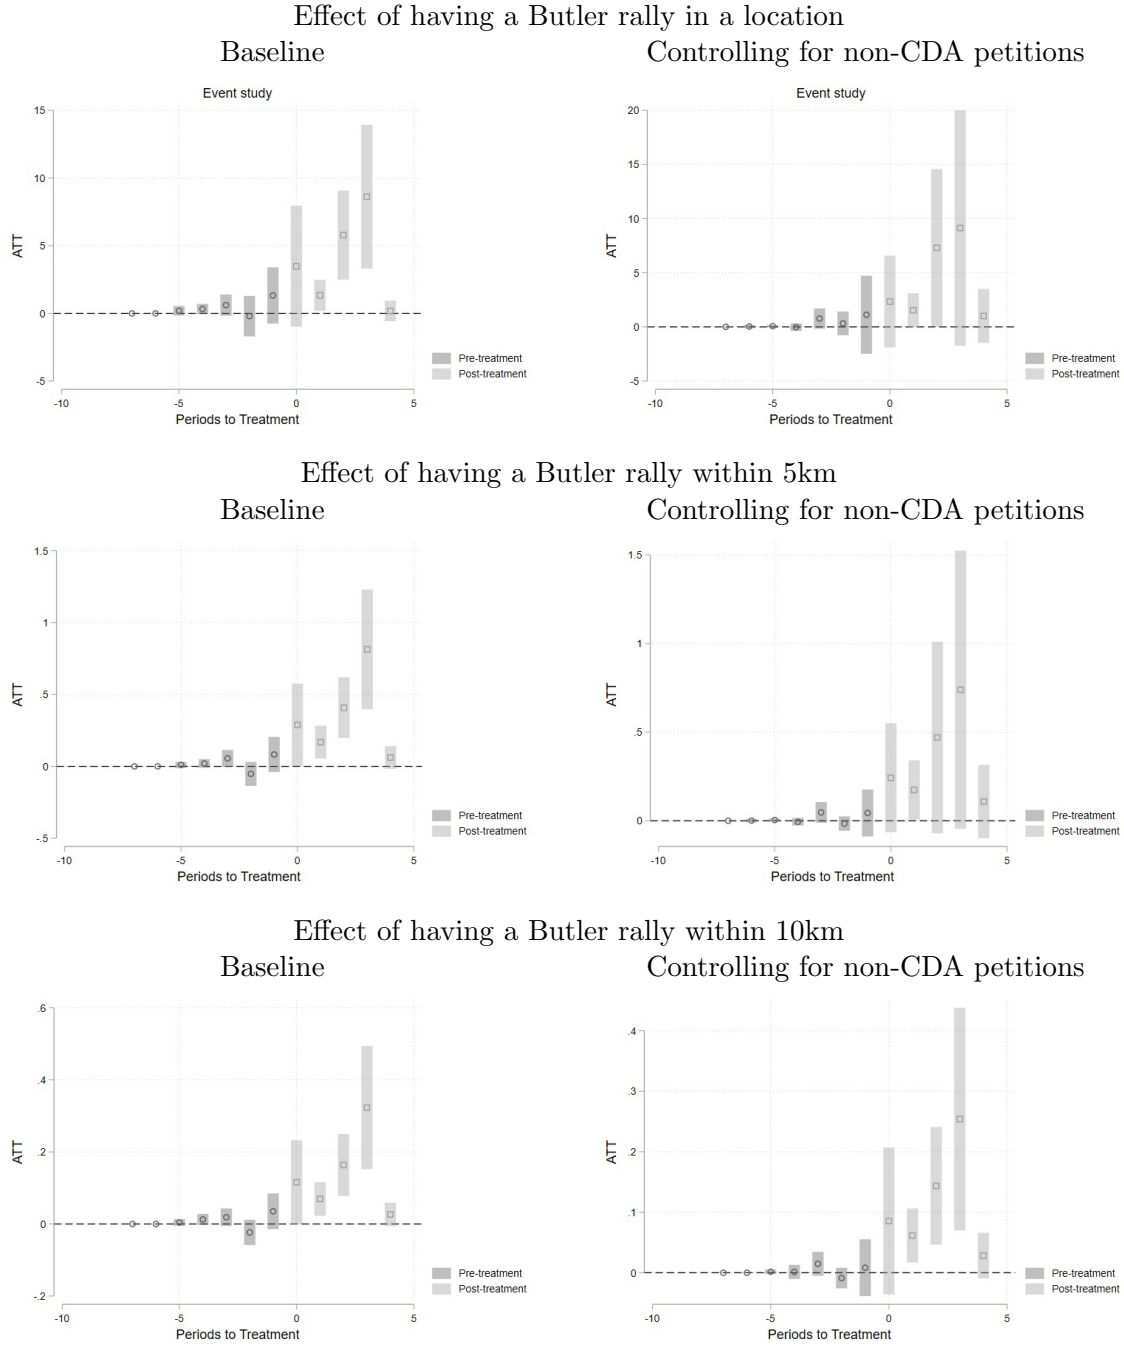 Effect of having a Butler rally in a location
Baseline
Controlling for non-CDA petitions
Event study
15
10
5
0
-5
ATT
-10
-5
0
5
Periods to Treatment
Pre-treatment
Post-treatment
Event study
20
15
10
5
0
-5
ATT
-10
-5
0
5
Periods to Treatment
Pre-treatment
Post-treatment
Effect of having a Butler rally within 5km
Baseline
Controlling for non-CDA petitions
1.5
1
.5
0
-.5
ATT
-10
-5
0
5
Periods to Treatment
Pre-treatment
Post-treatment
1.5
1
.5
0
ATT
-10
-5
0
5
Periods to Treatment
Pre-treatment
Post-treatment
Effect of having a Butler rally within 10km
Baseline
Controlling for non-CDA petitions
.6
.4
.2
0
-.2
ATT
-10
-5
0
5
Periods to Treatment
Pre-treatment
Post-treatment
.4
.3
.2
.1
0
ATT
-10
-5
0
5
Periods to Treatment
Pre-treatment
Post-treatment